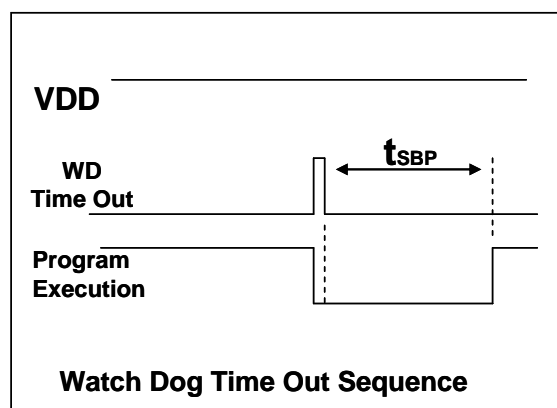 VDD
tSBP
WD
Time Out
Program
Execution
Watch Dog Time Out Sequence